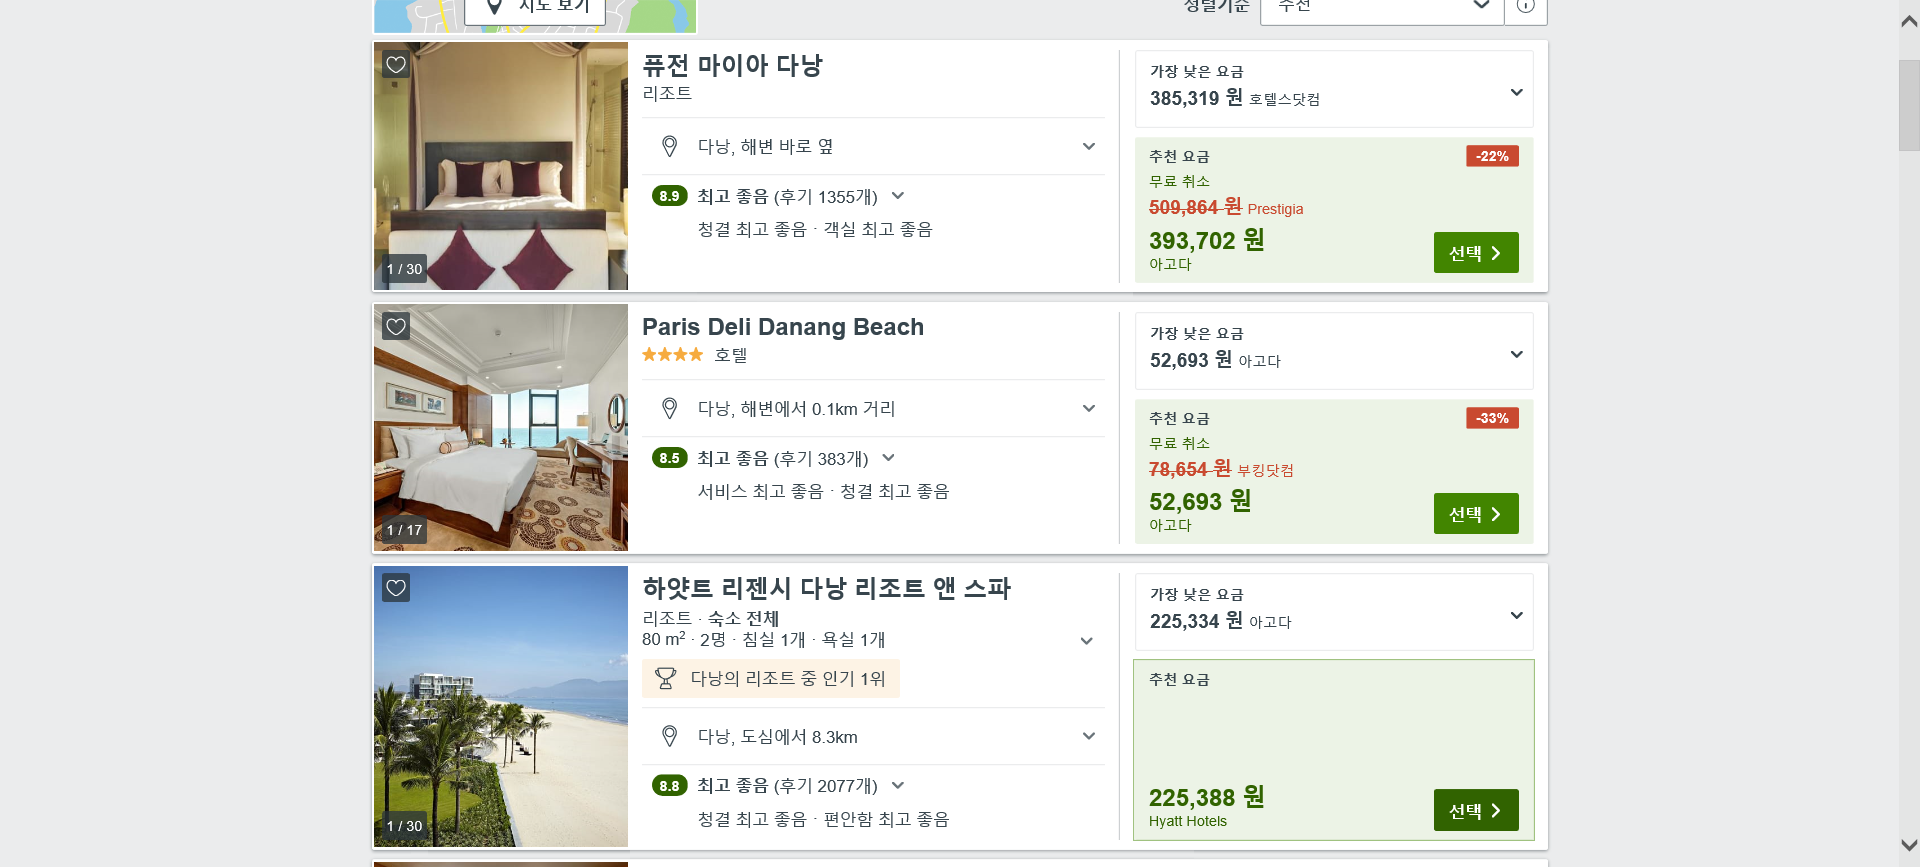 지도 보기
정렬기준
추천
퓨전 마이아 다낭
리조트
다낭, 해변 바로 옆
8.9 최고 좋음 (후기 1355개)
청결 최고 좋음 · 객실 최고 좋음
1 / 30
가장 낮은 요금
385,319 원 호텔스닷컴
추천 요금
-22%
무료 취소
509,864 원 Prestigia
393,702 원
아고다
선택
Paris Deli Danang Beach
호텔
다낭, 해변에서 0.1km 거리
8.5 최고 좋음 (후기 383개)
서비스 최고 좋음 · 청결 최고 좋음
1 / 17
가장 낮은 요금
52,693 원 아고다
추천 요금
-33%
무료 취소
78,654 원 부킹닷컴
52,693 원
아고다
선택
하얏트 리젠시 다낭 리조트 앤 스파
리조트 · 숙소 전체
80 m² · 2명 · 침실 1개 · 욕실 1개
다낭의 리조트 중 인기 1위
다낭, 도심에서 8.3km
8.8 최고 좋음 (후기 2077개)
청결 최고 좋음 · 편안함 최고 좋음
1 / 30
가장 낮은 요금
225,334 원 아고다
추천 요금
225,388 원
Hyatt Hotels
선택